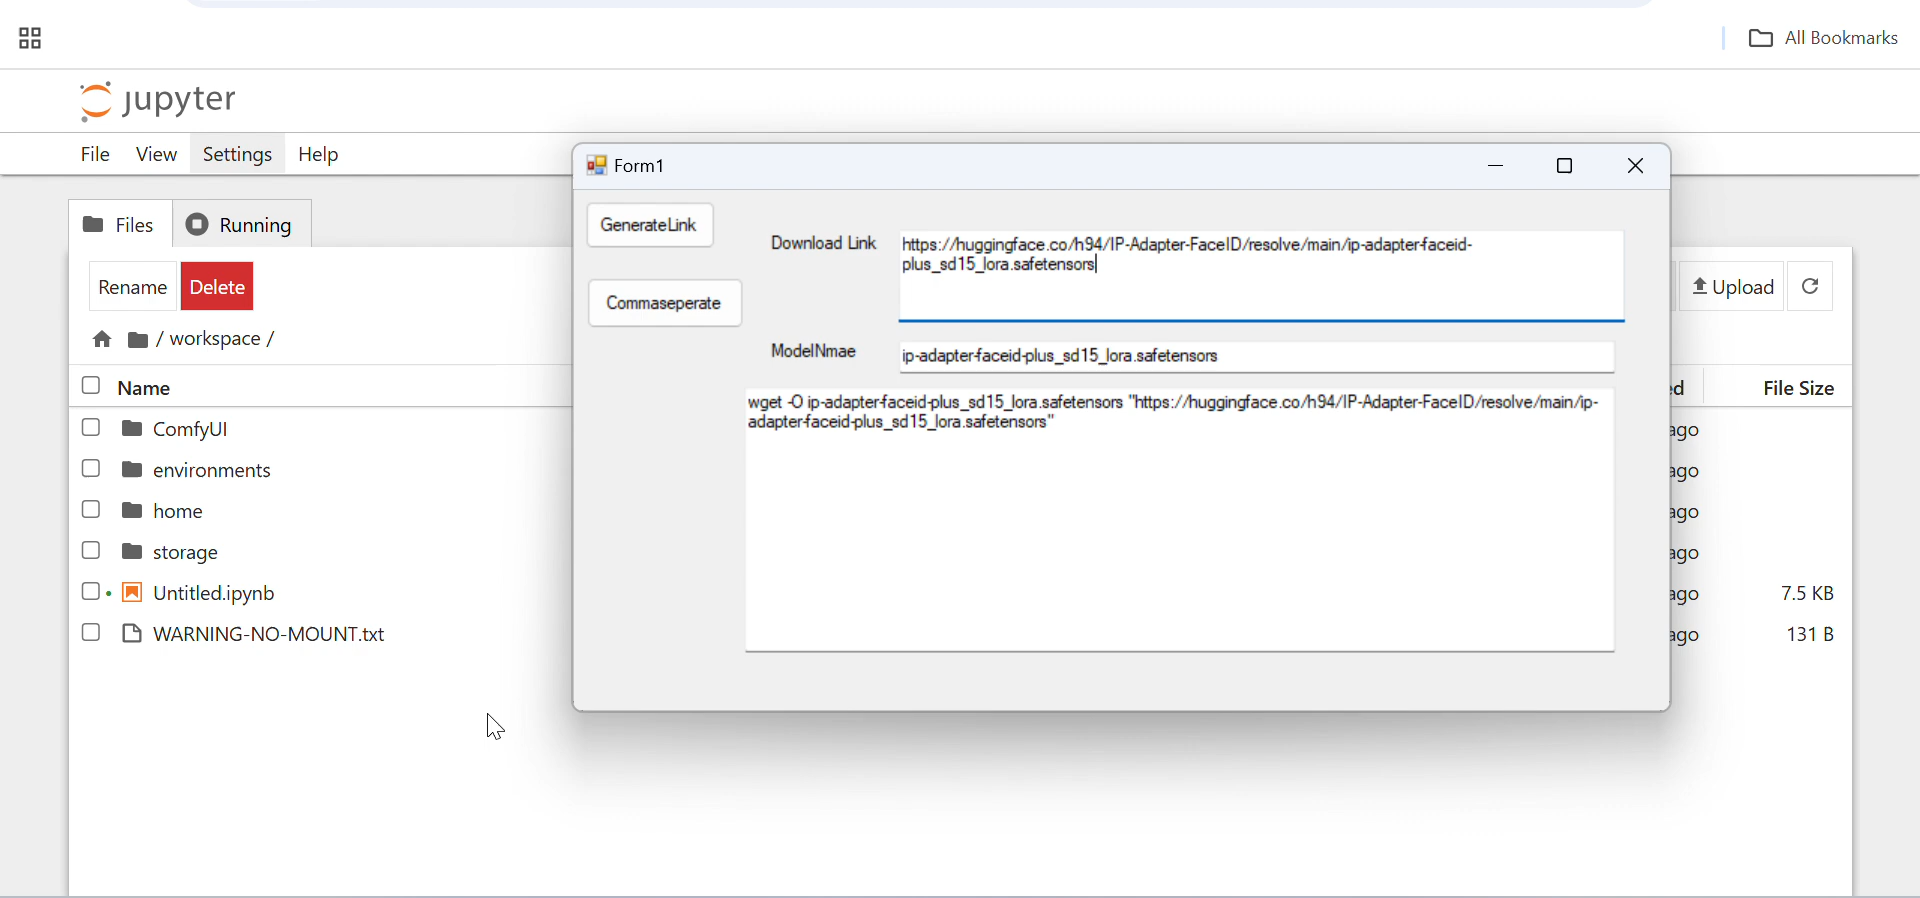 All Bookmarks
jupyter
File View Settings Help
Form1
Files Running
GenerateLink
Download Link
https://huggingface.co/h94/IP-Adapter-FaceID/resolve/main/ip-adapter-faceid-
plus_sd15_lora.safetensors
Rename Delete
Upload
Commaseperate
/ workspace /
ModelNmae
ip-adapter-faceid-plus_sd15_lora.safetensors
Name
ed
File Size
wget -O ip-adapter-faceid-plus_sd15_lora.safetensors "https://huggingface.co/h94/IP-Adapter-FaceID/resolve/main/ip-
adapter-faceid-plus_sd15_lora.safetensors"
ComfyUI
ago
environments
ago
home
ago
storage
ago
Untitled.ipynb
ago
7.5 KB
WARNING-NO-MOUNT.txt
ago
131 B